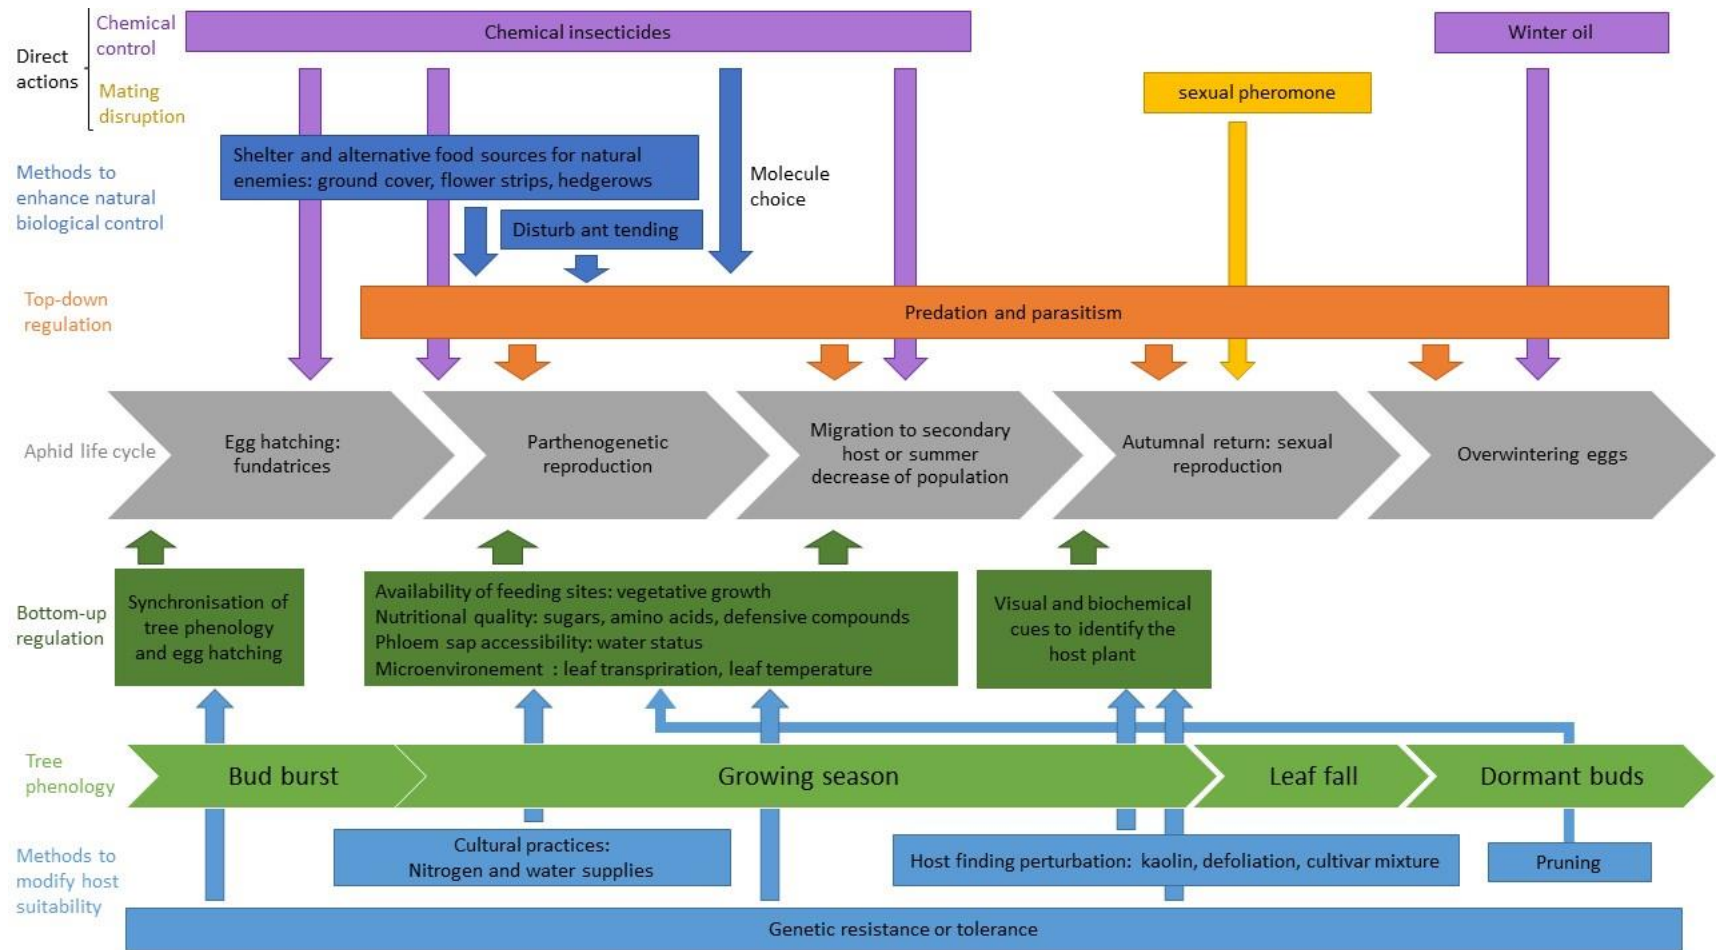 Direct
actions
Chemical
control
Chemical insecticides
Winter oil
Mating
disruption
sexual pheromone
Methods to
enhance natural
biological control
Shelter and alternative food sources for natural
enemies: ground cover, flower strips, hedgerows
Disturb ant tending
Molecule
choice
Top-down
regulation
Predation and parasitism
Aphid life cycle
Egg hatching:
fundatrices
Parthenogenetic
reproduction
Migration to secondary
host or summer
decrease of population
Autumnal return: sexual
reproduction
Overwintering eggs
Bottom-up
regulation
Synchronisation of
tree phenology
and egg hatching
Availability of feeding sites: vegetative growth
Nutritional quality: sugars, amino acids, defensive compounds
Phloem sap accessibility: water status
Microenvironement : leaf transpriration, leaf temperature
Visual and biochemical
cues to identify the
host plant
Tree
phenology
Bud burst
Growing season
Leaf fall
Dormant buds
Methods to
modify host
suitability
Cultural practices:
Nitrogen and water supplies
Host finding perturbation: kaolin, defoliation, cultivar mixture
Pruning
Genetic resistance or tolerance